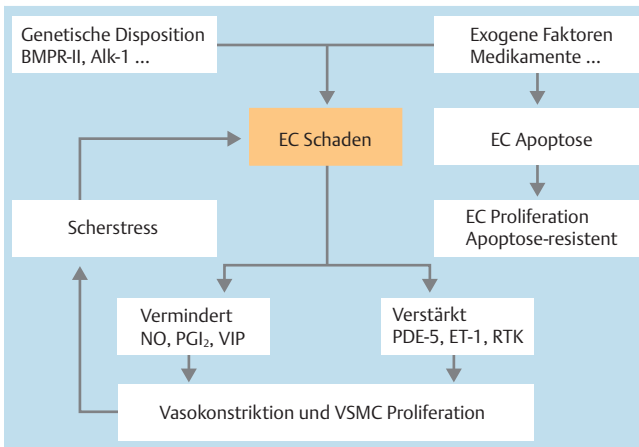 Genetische Disposition
BMPR-II, Alk-1 ...
Exogene Faktoren
Medikamente ...
EC Schaden
EC Apoptose
Scherstress
EC Proliferation
Apoptose-resistent
Vermindert
NO, PGI₂, VIP
Verstärkt
PDE-5, ET-1, RTK
Vasokonstriktion und VSMC Proliferation